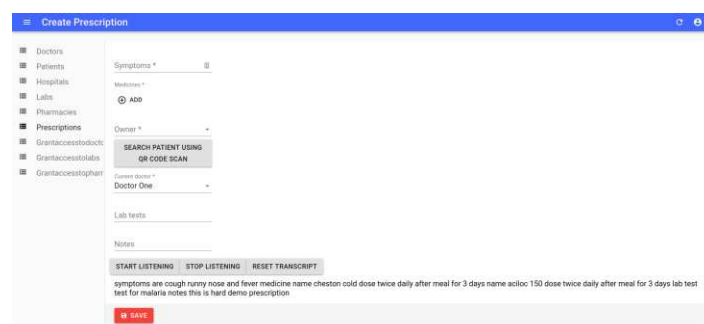 Create Prescription
Doctors
Patients
Hospitals
Labs
Pharmacies
Prescriptions
Grantaccesstodoctc
Grantaccesstolabs
Grantaccesstopharr
Symptoms *
Medicines *
ADD
Owner *
SEARCH PATIENT USING
QR CODE SCAN
Current doctor *
Doctor One
Lab tests
Notes
START LISTENING STOP LISTENING RESET TRANSCRIPT
symptoms are cough runny nose and fever medicine name cheston cold dose twice daily after meal for 3 days name aciloc 150 dose twice daily after meal for 3 days lab test
test for malaria notes this is hard demo prescription
SAVE